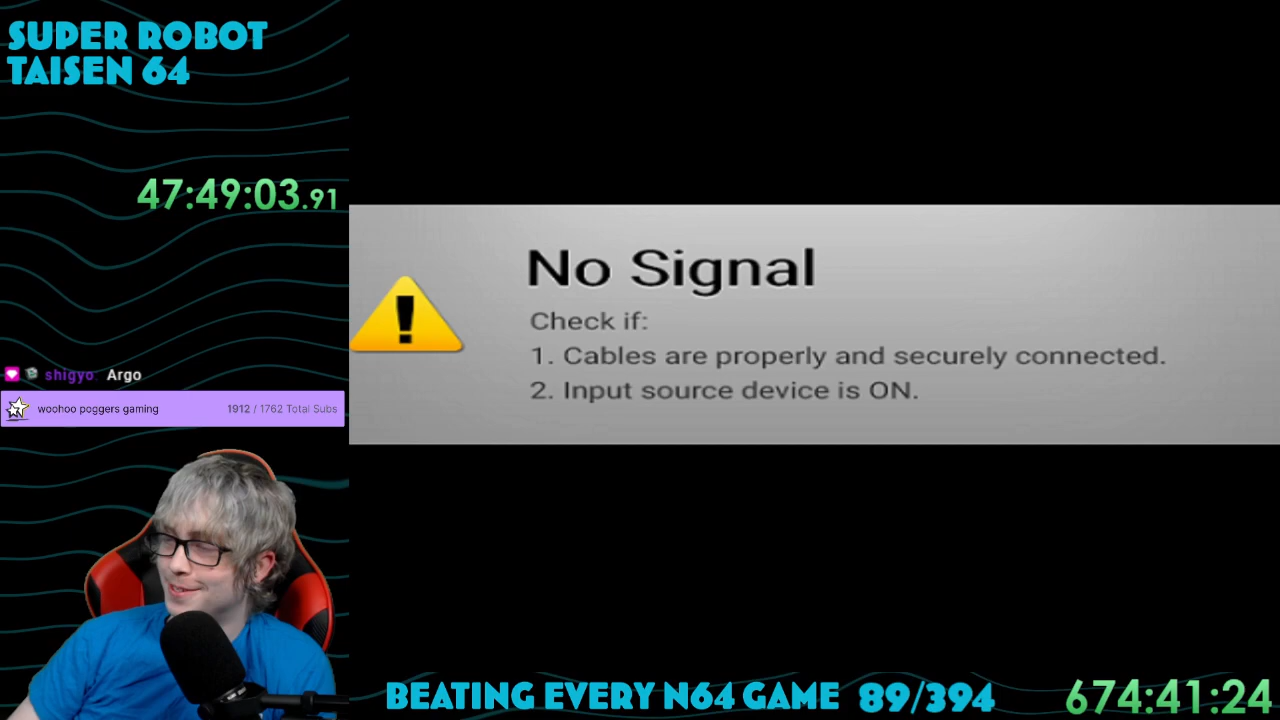 SUPER ROBOT
TAISEN 64
47:49:03.91
No Signal
Check if:
1. Cables are properly and securely connected.
2. Input source device is ON.
shigyo: Argo
woohoo poggers gaming 1912 / 1762 Total Subs
BEATING EVERY N64 GAME 89/394 674:41:24